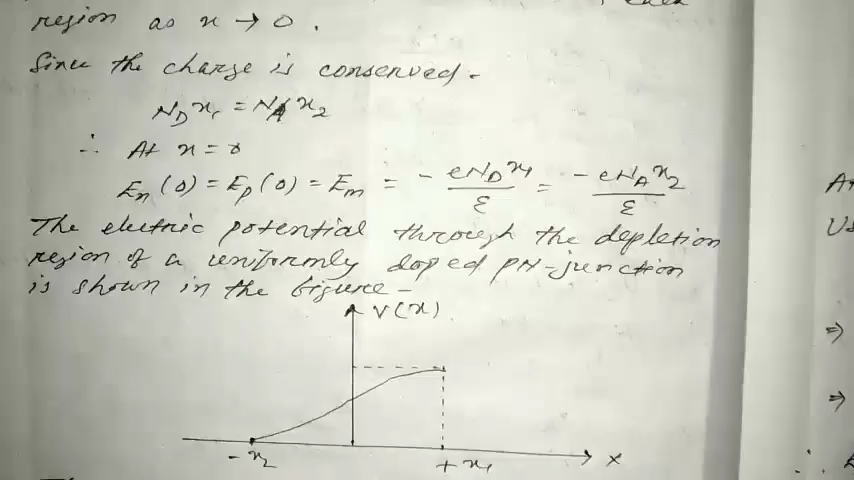 region as x → 0.
Since the charge is conserved -
N_D x_1 = N_A x_2
∴ At x = 0
E_n(0) = E_p(0) = E_m = - eN_D x_1 / ε = - eN_A x_2 / ε
The electric potential through the depletion
region of a uniformly doped PN-junction
is shown in the figure -
V(x)
- x_2
+ x_1
X
⇒
⇒
∴